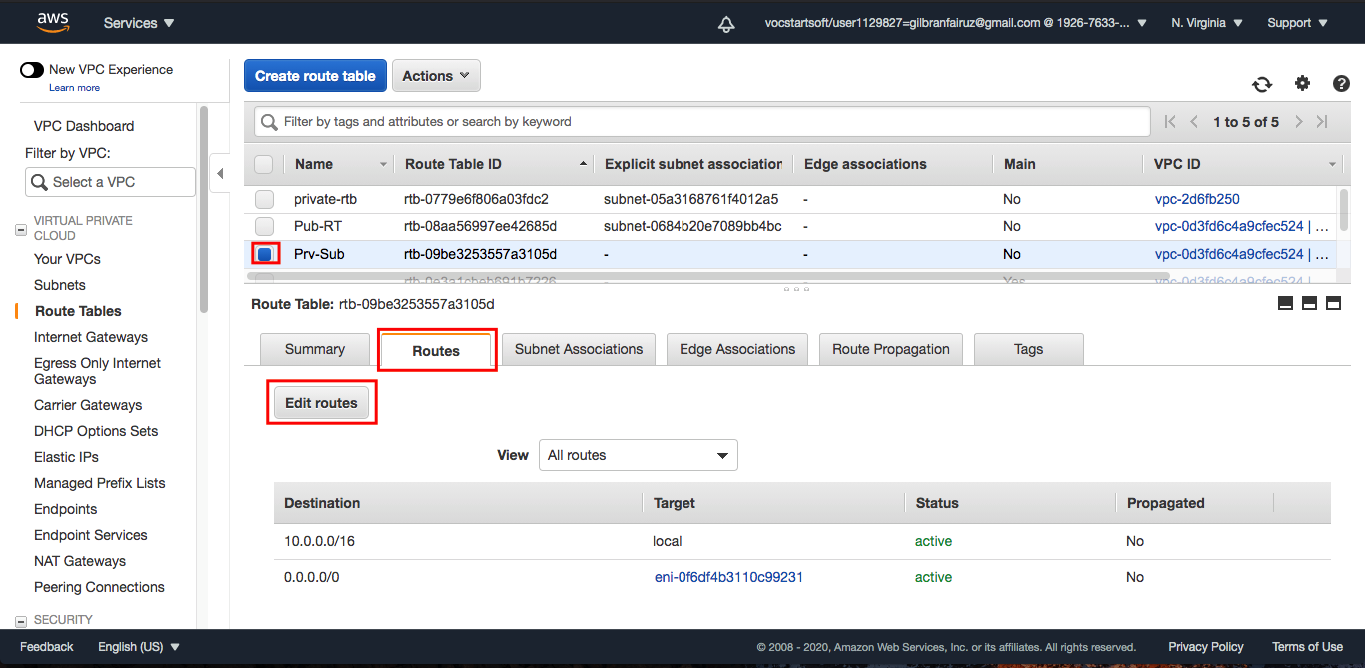 aws
Services
vocstartsoft/user1129827=gilbranfairuz@gmail.com @ 1926-7633-...
N. Virginia
Support
New VPC Experience
Learn more
VPC Dashboard
Filter by VPC:
Select a VPC
VIRTUAL PRIVATE
CLOUD
Your VPCs
Subnets
Route Tables
Internet Gateways
Egress Only Internet
Gateways
Carrier Gateways
DHCP Options Sets
Elastic IPs
Managed Prefix Lists
Endpoints
Endpoint Services
NAT Gateways
Peering Connections
SECURITY
Create route table
Actions
Filter by tags and attributes or search by keyword
1 to 5 of 5
Name Route Table ID Explicit subnet association Edge associations Main VPC ID
private-rtb rtb-0779e6f806a03fdc2 subnet-05a3168761f4012a5 - No vpc-2d6fb250
Pub-RT rtb-08aa56997ee42685d subnet-0684b20e7089bb4bc - No vpc-0d3fd6c4a9cfec524 | ...
Prv-Sub rtb-09be3253557a3105d - - No vpc-0d3fd6c4a9cfec524 | ...
Yes vpc-0d3fd6c4a9cfec524 | ...
Route Table: rtb-09be3253557a3105d
Summary Routes Subnet Associations Edge Associations Route Propagation Tags
Edit routes
View All routes
Destination Target Status Propagated
10.0.0.0/16 local active No
0.0.0.0/0 eni-0f6df4b3110c99231 active No
Feedback
English (US)
© 2008 - 2020, Amazon Web Services, Inc. or its affiliates. All rights reserved.
Privacy Policy
Terms of Use